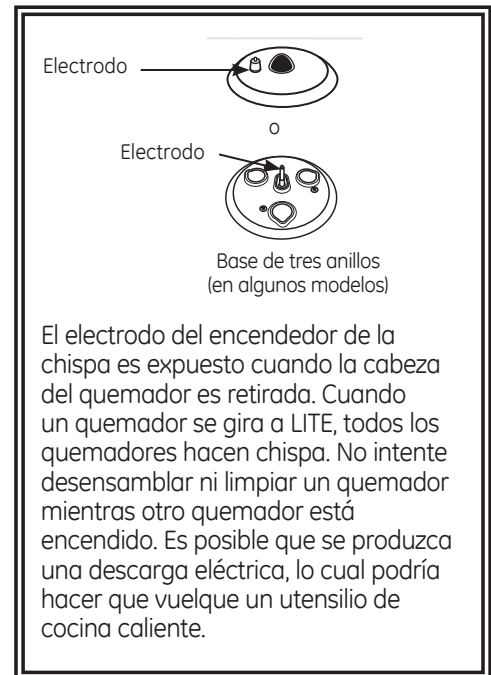 Electrodo
o
Electrodo
Base de tres anillos
(en algunos modelos)
El electrodo del encendedor de la
chispa es expuesto cuando la cabeza
del quemador es retirada. Cuando
un quemador se gira a LITE, todos los
quemadores hacen chispa. No intente
desensamblar ni limpiar un quemador
mientras otro quemador está
encendido. Es posible que se produzca
una descarga eléctrica, lo cual podría
hacer que vuelque un utensilio de
cocina caliente.